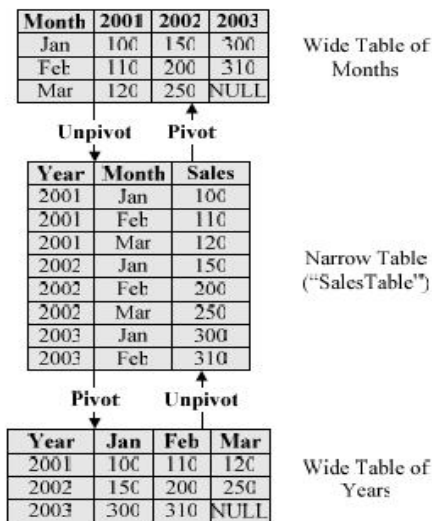 Month 2001 2002 2003
Jan 100 150 300
Feb 110 200 310
Mar 120 250 NULL
Wide Table of
Months
Unpivot Pivot
Year Month Sales
2001 Jan 100
2001 Feb 110
2001 Mar 120
2002 Jan 150
2002 Feb 200
2002 Mar 250
2003 Jan 300
2003 Feb 310
Narrow Table
("SalesTable")
Pivot Unpivot
Year Jan Feb Mar
2001 100 110 120
2002 150 200 250
2003 300 310 NULL
Wide Table of
Years